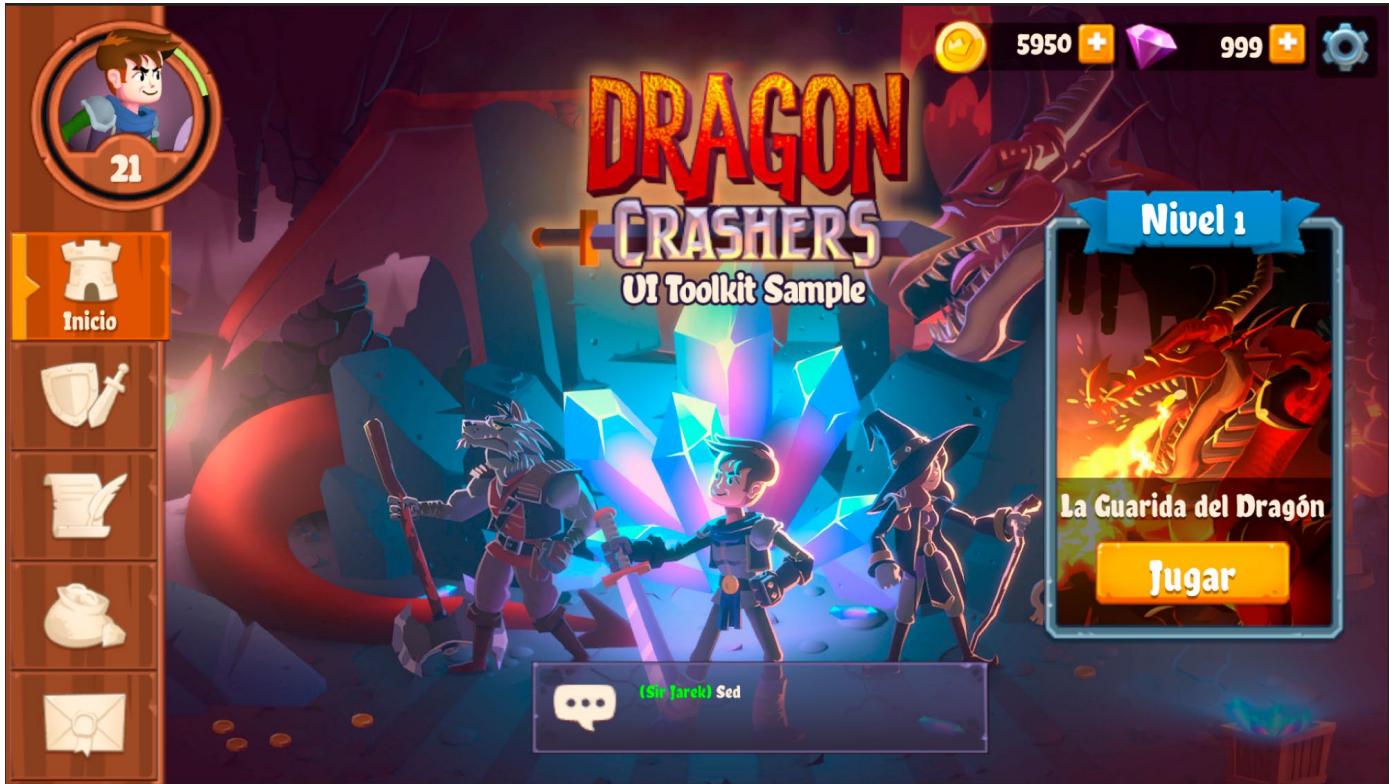 21
Inicio
5950
999
DRAGON
CRASHERS
UI Toolkit Sample
Nivel 1
La Guarida del Dragón
Jugar
(Sir Jarek) Sed